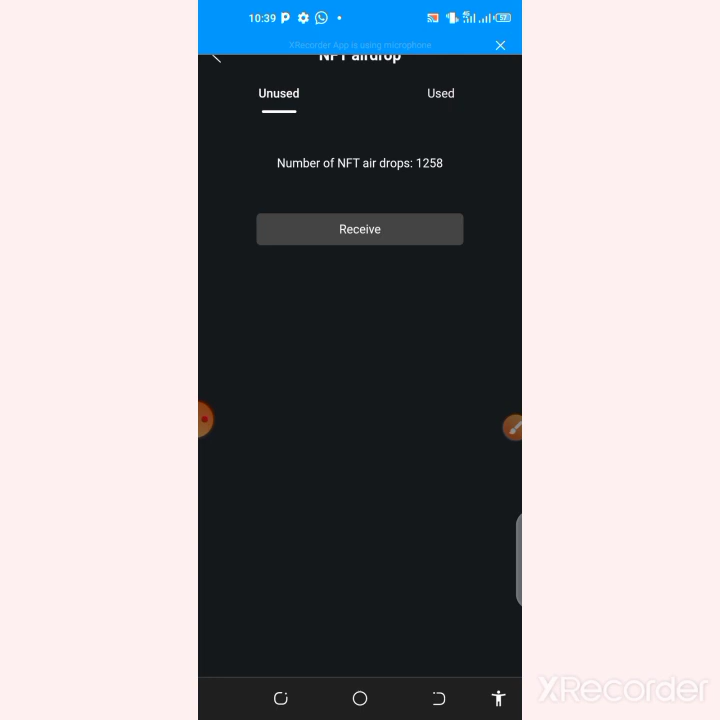 10:39
XRecorder App is using microphone
NFT airdrop
Unused Used
Number of NFT air drops: 1258
Receive
XRecorder